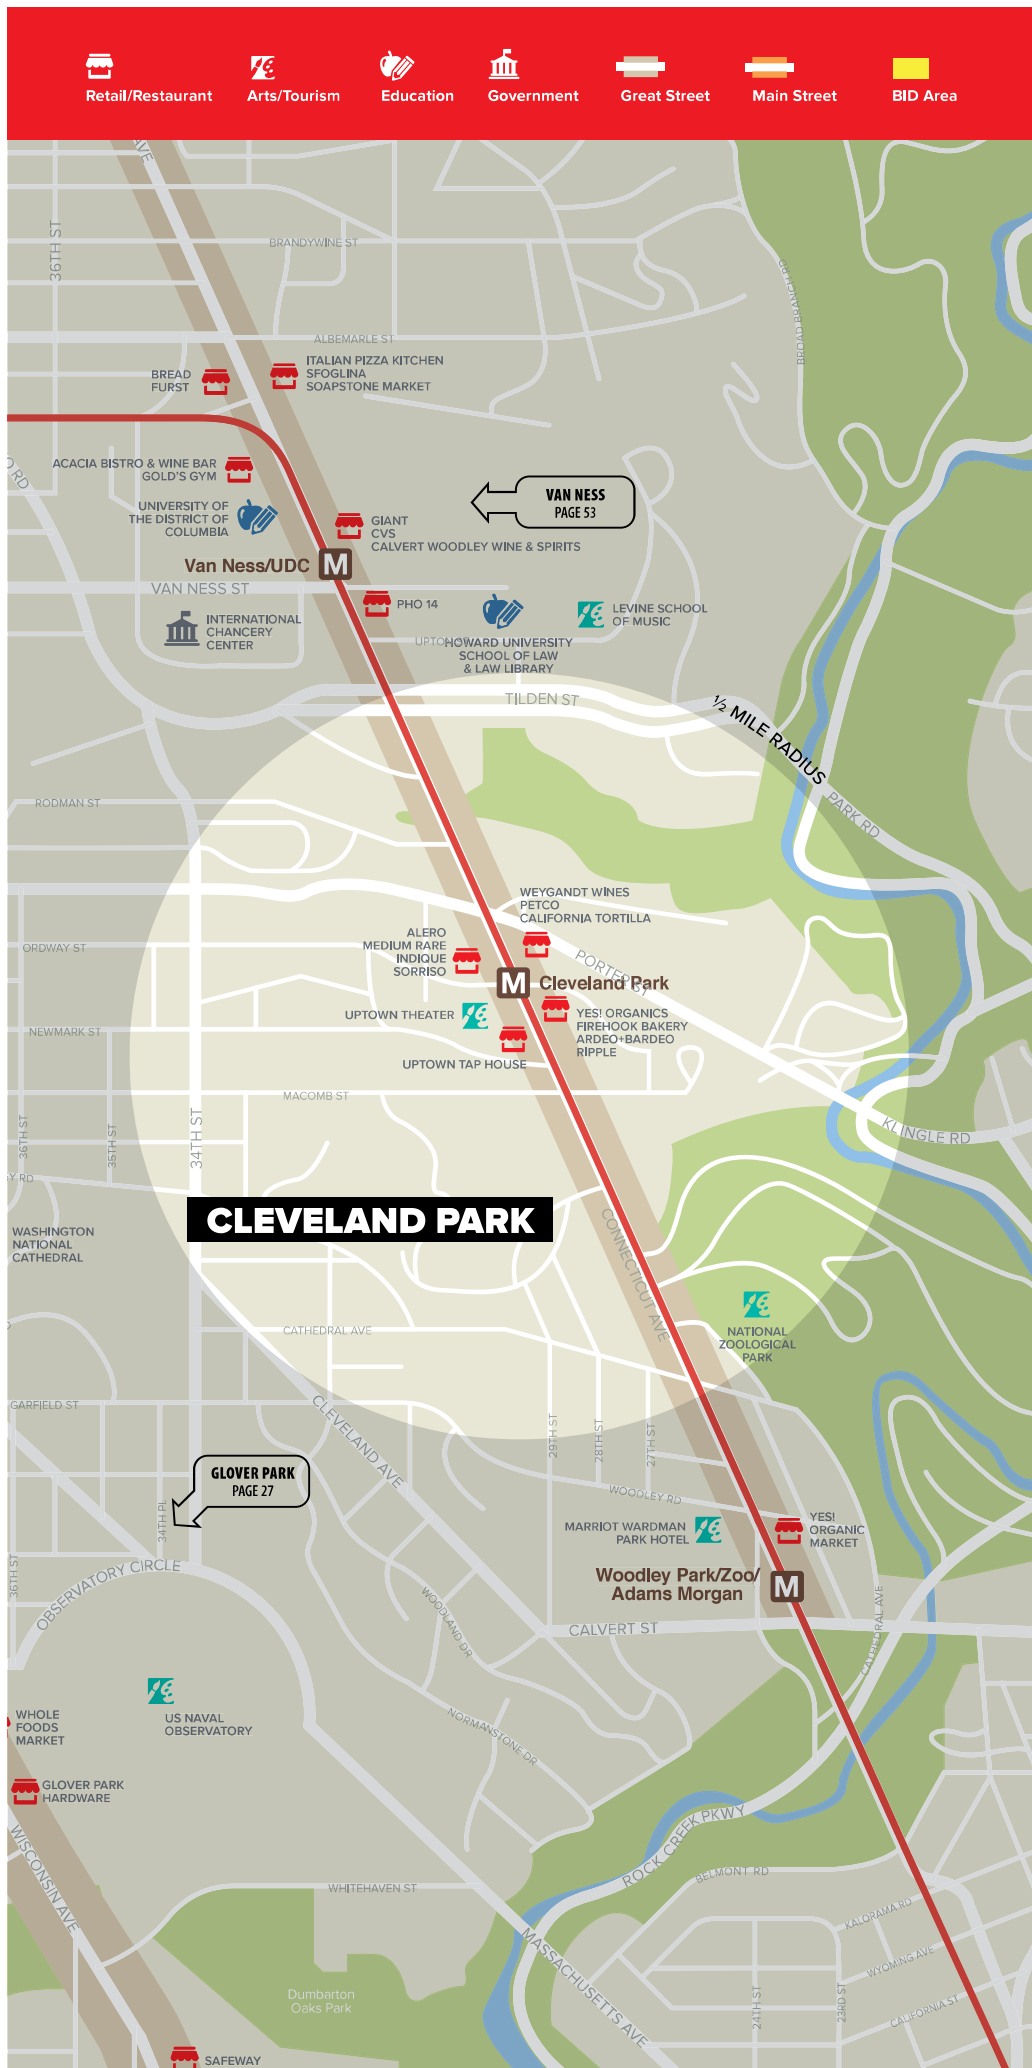 Retail/Restaurant
Arts/Tourism
Education
Government
Great Street
Main Street
BID Area
AVE
36TH ST
BRANDYWINE ST
BROAD BRANCH RD
ALBEMARLE ST
BREAD
FURST
ITALIAN PIZZA KITCHEN
SFOGLINA
SOAPSTONE MARKET
ACACIA BISTRO & WINE BAR
GOLD'S GYM
O RD
UNIVERSITY OF
THE DISTRICT OF
COLUMBIA
VAN NESS
PAGE 53
GIANT
CVS
CALVERT WOODLEY WINE & SPIRITS
Van Ness/UDC
M
VAN NESS ST
PHO 14
INTERNATIONAL
CHANCERY
CENTER
UPTON ST
HOWARD UNIVERSITY
SCHOOL OF LAW
& LAW LIBRARY
LEVINE SCHOOL
OF MUSIC
TILDEN ST
½ MILE RADIUS
PARK RD
RODMAN ST
WEYGANDT WINES
PETCO
CALIFORNIA TORTILLA
ALERO
MEDIUM RARE
INDIQUE
SORRISO
ORDWAY ST
PORTER ST
M
Cleveland Park
UPTOWN THEATER
YES! ORGANICS
FIREHOOK BAKERY
ARDEO+BARDEO
RIPPLE
NEWMARK ST
UPTOWN TAP HOUSE
MACOMB ST
36TH ST
35TH ST
34TH ST
KLINGLE RD
Y RD
CLEVELAND PARK
WASHINGTON
NATIONAL
CATHEDRAL
CONNECTICUT AVE
NATIONAL
ZOOLOGICAL
PARK
CATHEDRAL AVE
GARFIELD ST
CLEVELAND AVE
29TH ST
28TH ST
27TH ST
GLOVER PARK
PAGE 27
34TH PL
WOODLEY RD
MARRIOT WARDMAN
PARK HOTEL
YES!
ORGANIC
MARKET
36TH ST
OBSERVATORY CIRCLE
Woodley Park/Zoo/
Adams Morgan
M
WOODLAND DR
CALVERT ST
CATHEDRAL AVE
US NAVAL
OBSERVATORY
WHOLE
FOODS
MARKET
NORMANSTONE DR
GLOVER PARK
HARDWARE
WISCONSIN AVE
ROCK CREEK PKWY
BELMONT RD
WHITEHAVEN ST
KALORAMA RD
MASSACHUSETTS AVE
WYOMING AVE
Dumbarton
Oaks Park
24TH ST
23RD ST
CALIFORNIA ST
SAFEWAY